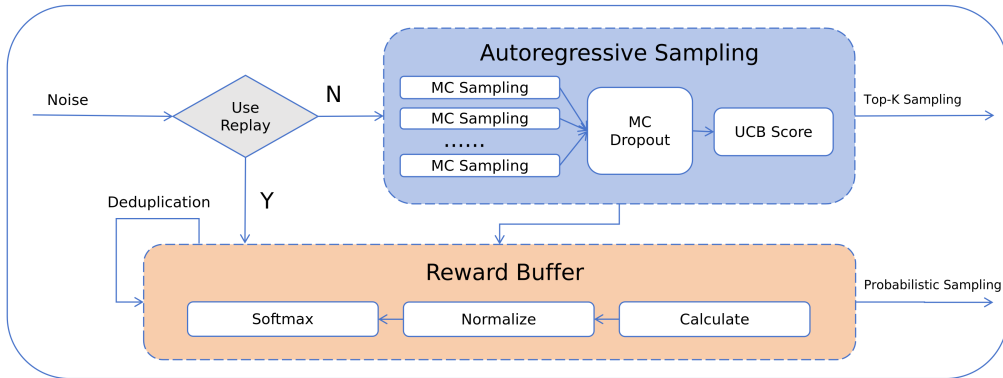 Autoregressive Sampling
Noise
Use
Replay
N
MC Sampling
MC Sampling
......
MC Sampling
MC
Dropout
UCB Score
Top-K Sampling
Y
Deduplication
Reward Buffer
Softmax
Normalize
Calculate
Probabilistic Sampling